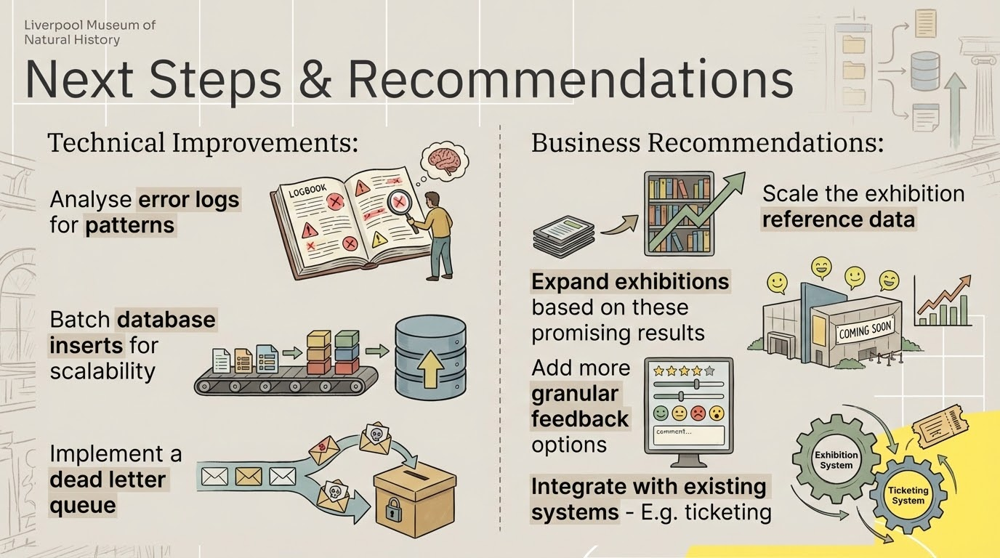 Liverpool Museum of
Natural History
Next Steps & Recommendations
Technical Improvements:
Analyse error logs
for patterns
LOGBOOK
Batch database
inserts for
scalability
Implement a
dead letter
queue
Business Recommendations:
Scale the exhibition
reference data
Expand exhibitions
based on these
promising results
COMING SOON
Add more
granular
feedback
options
comment...
Integrate with existing
systems - E.g. ticketing
Exhibition
System
Ticketing
System